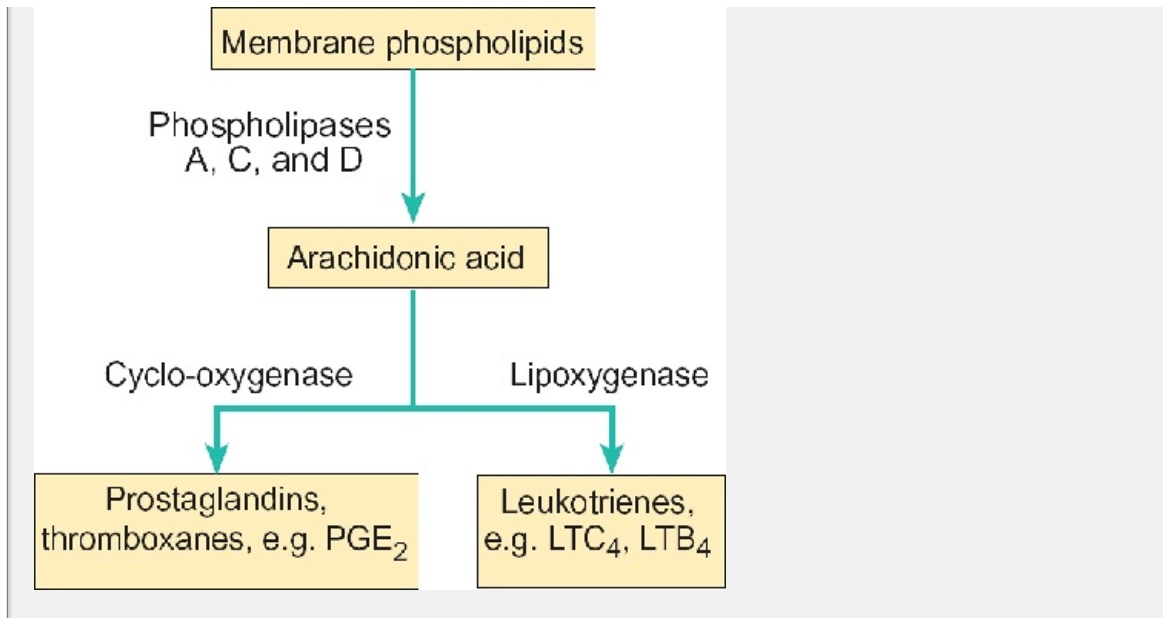 Membrane phospholipids
Phospholipases
A, C, and D
Arachidonic acid
Cyclo-oxygenase
Lipoxygenase
Prostaglandins,
thromboxanes, e.g. PGE₂
Leukotrienes,
e.g. LTC₄, LTB₄